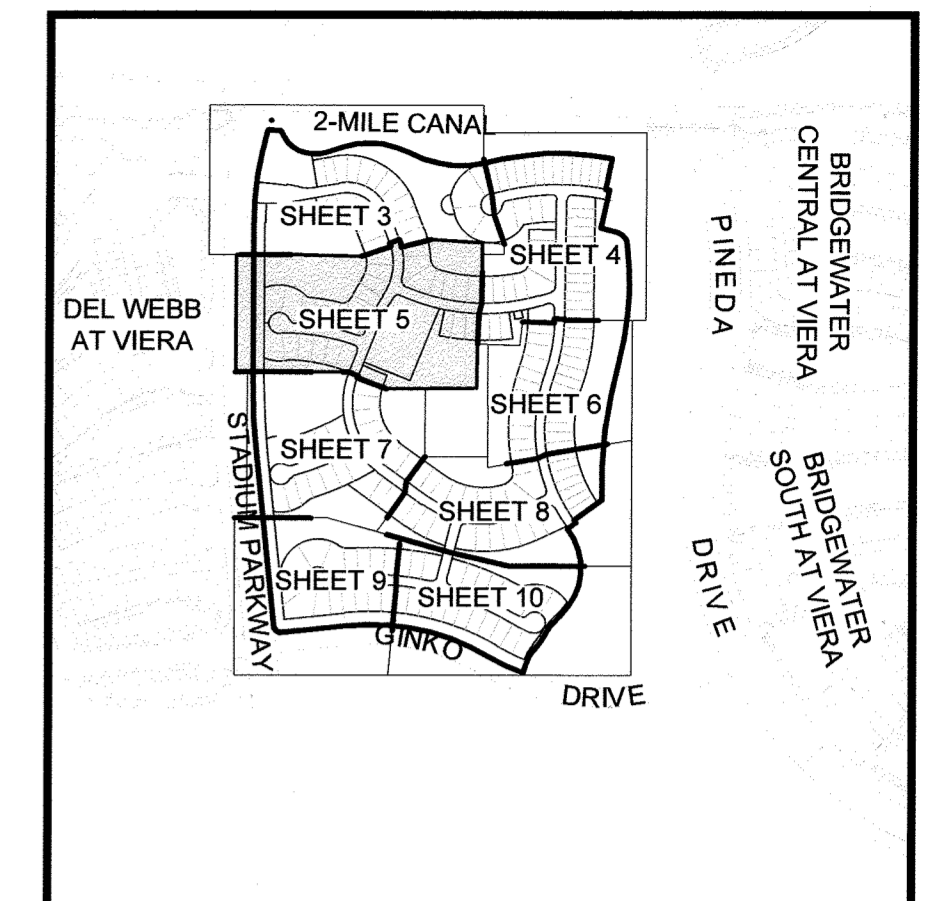 2-MILE CANAL
BRIDGEWATER
CENTRAL AT VIERA
SHEET 3
PINEDA
SHEET 4
DEL WEBB
AT VIERA
SHEET 5
SHEET 6
STADIUM PARKWAY
SHEET 7
BRIDGEWATER
SOUTH AT VIERA
SHEET 8
DRIVE
SHEET 9
SHEET 10
GINKO
DRIVE